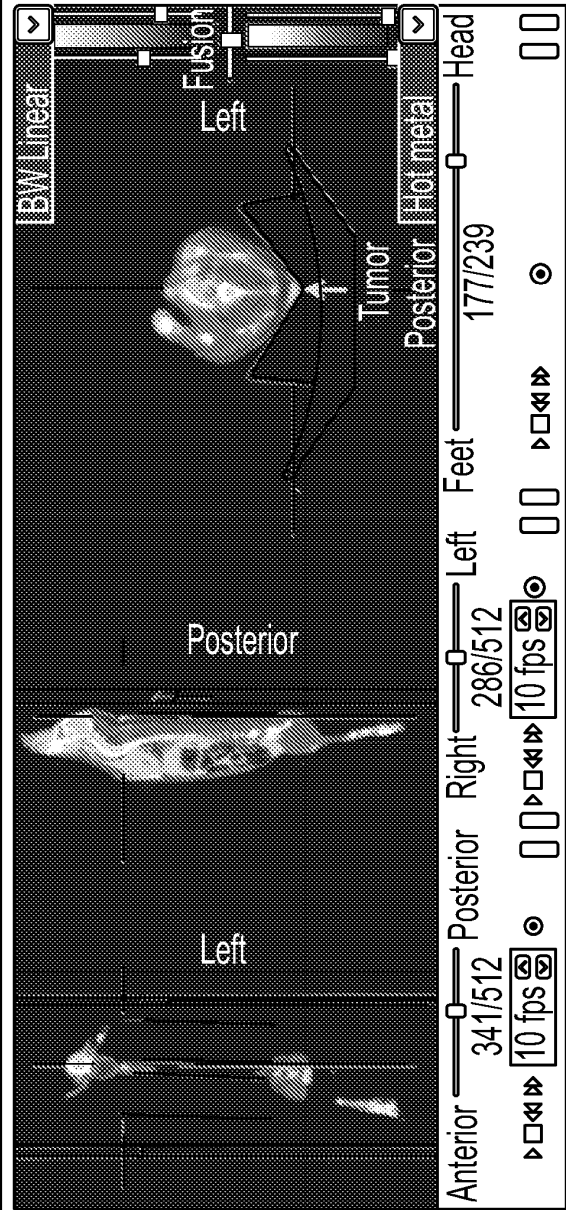 BW Linear
Left
Posterior
Left
Fusion
Tumor
Posterior
Hot metal
Anterior Posterior Right Left Feet Head
341/512 286/512 177/239
10 fps 10 fps